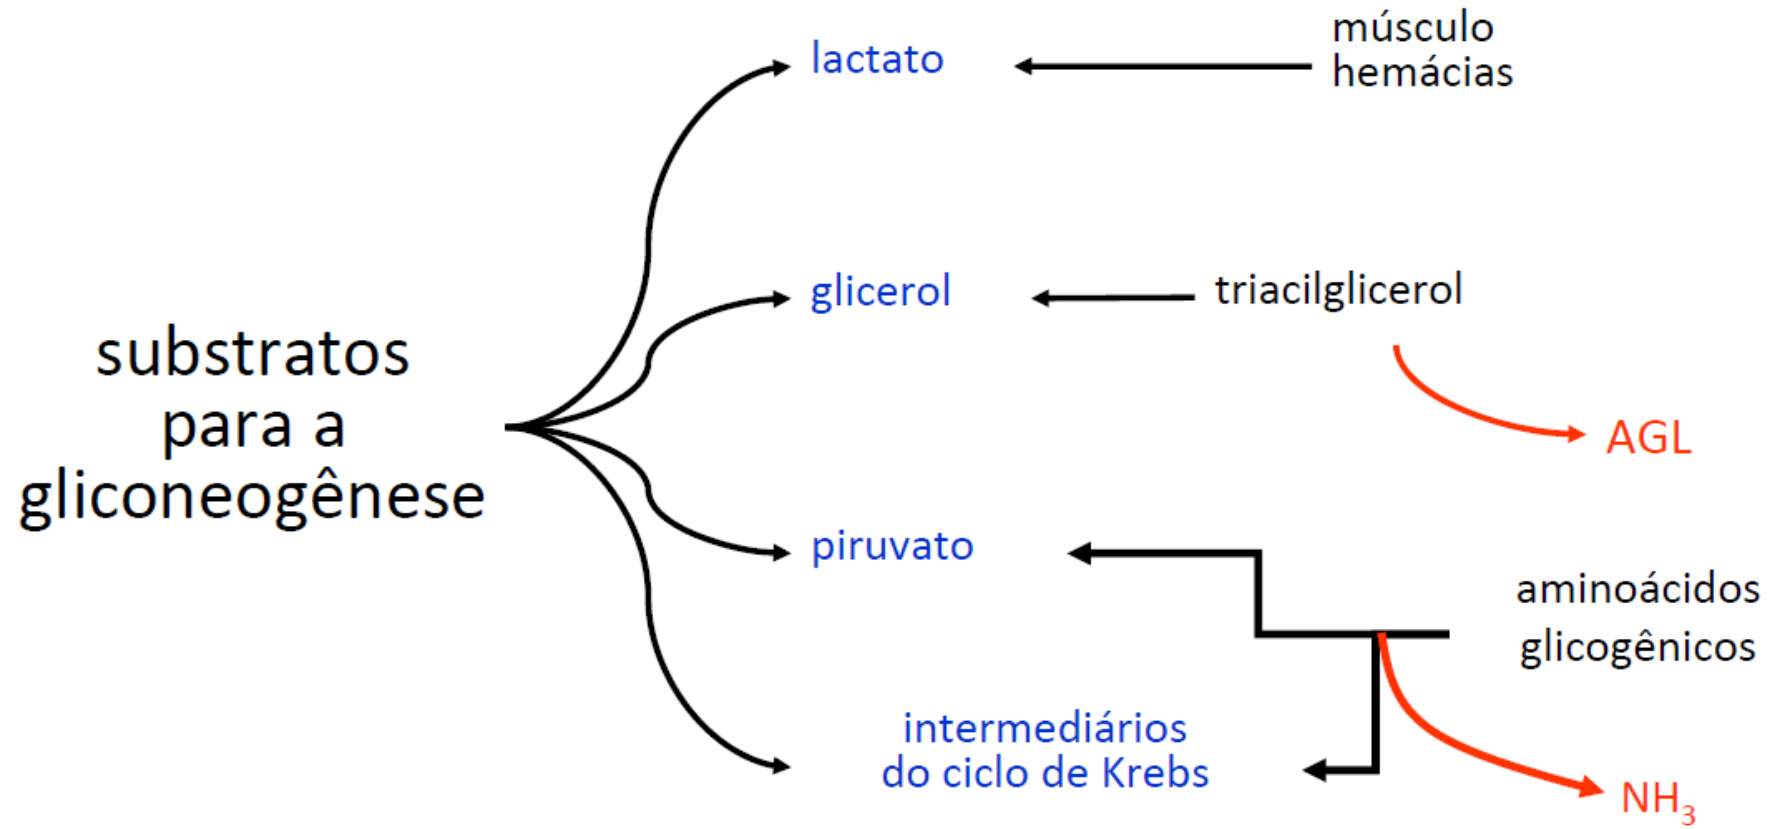 substratos
para a
gliconeogênese
lactato
músculo
hemácias
glicerol
triacilglicerol
AGL
piruvato
aminoácidos
glicogênicos
intermediários
do ciclo de Krebs
NH₃